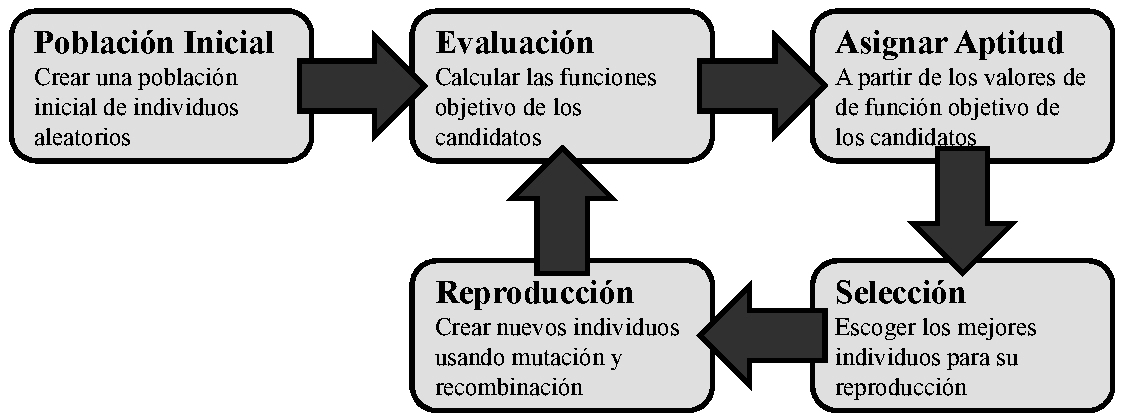 Población Inicial
Crear una población
inicial de individuos
aleatorios
Evaluación
Calcular las funciones
objetivo de los
candidatos
Asignar Aptitud
A partir de los valores de
de función objetivo de
los candidatos
Selección
Escoger los mejores
individuos para su
reproducción
Reproducción
Crear nuevos individuos
usando mutación y
recombinación